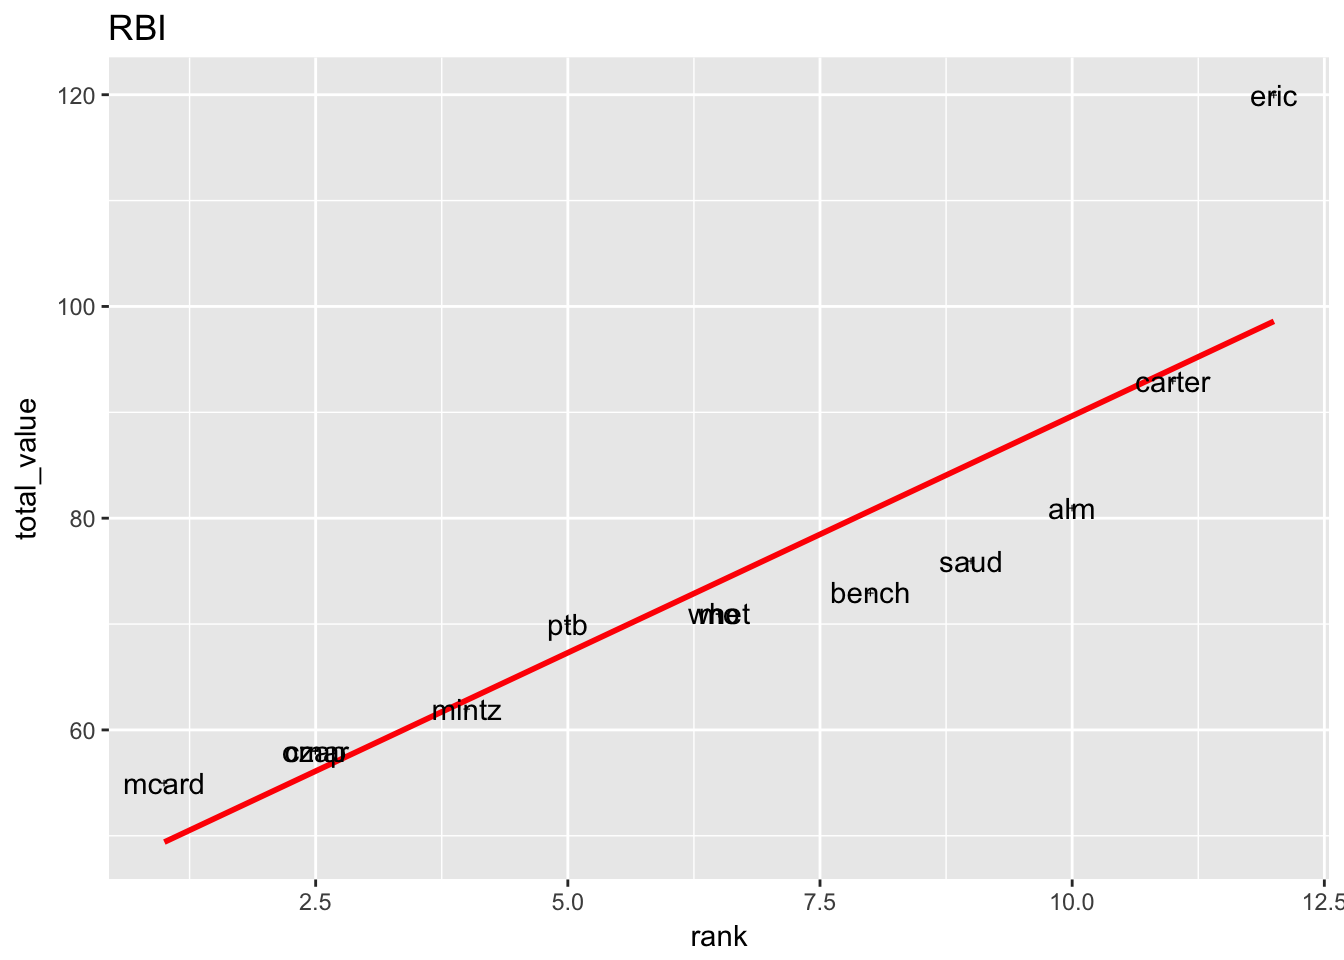 RBI
120
eric
100
carter
total_value
80
alm
saud
bench
ptb
mintz
60
mcard
2.5 5.0 7.5 10.0 12.5
rank